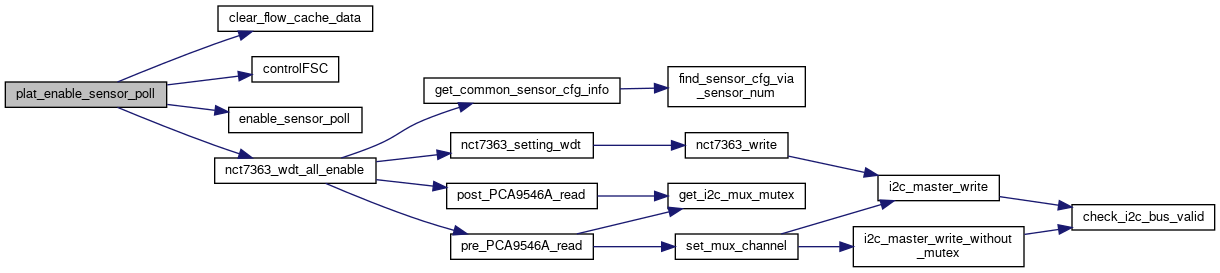 plat_enable_sensor_poll
clear_flow_cache_data
controlFSC
enable_sensor_poll
nct7363_wdt_all_enable
get_common_sensor_cfg_info
find_sensor_cfg_via
_sensor_num
nct7363_setting_wdt
nct7363_write
post_PCA9546A_read
get_i2c_mux_mutex
pre_PCA9546A_read
set_mux_channel
i2c_master_write
i2c_master_write_without
_mutex
check_i2c_bus_valid